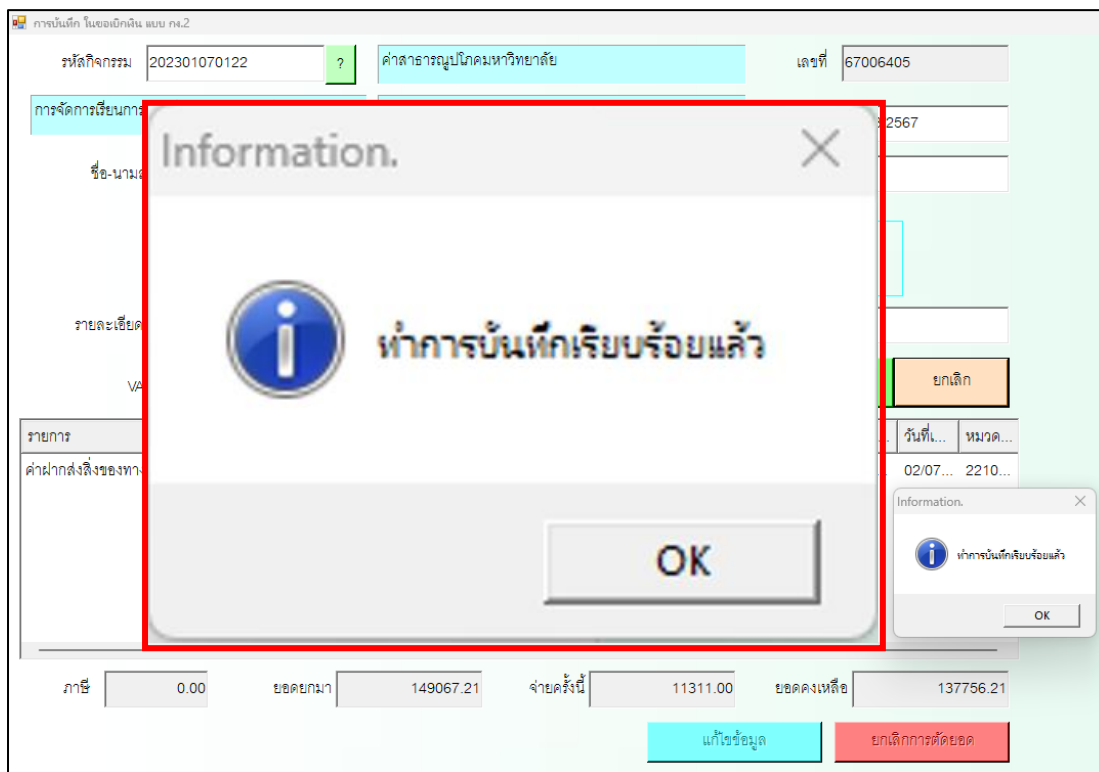 การบันทึก ใบขอเบิกเงิน แบบ กง.2
รหัสกิจกรรม 202301070122 ? ค่าสาธารณูปโภคมหาวิทยาลัย เลขที่ 67006405
การจัดการเรียนการ 2567
Information.
ชื่อ-นามส
ทำการบันทึกเรียบร้อยแล้ว
รายละเอียด
VA ยกเลิก
รายการ วันที่เ... หมวด...
ค่าฝากส่งสิ่งของทาง 02/07... 2210...
Information.
ทำการบันทึกเรียบร้อยแล้ว
OK
OK
ภาษี 0.00 ยอดยกมา 149067.21 จ่ายครั้งนี้ 11311.00 ยอดคงเหลือ 137756.21
แก้ไขข้อมูล ยกเลิกการตัดยอด